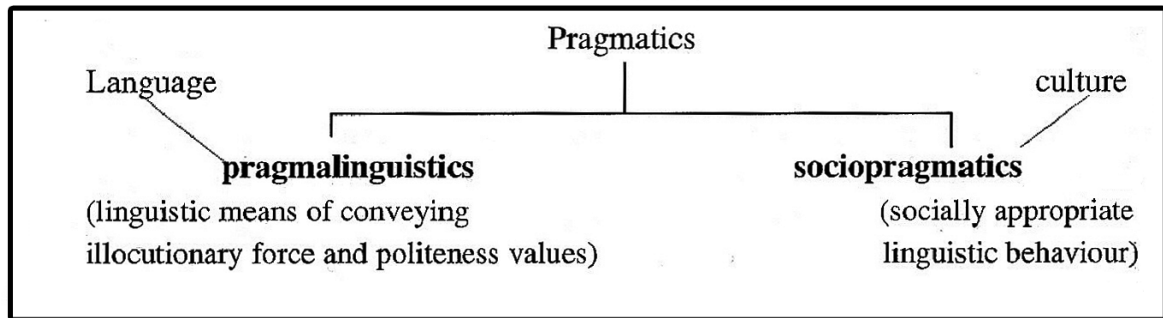 Pragmatics
Language
culture
pragmalinguistics
sociopragmatics
(linguistic means of conveying
illocutionary force and politeness values)
(socially appropriate
linguistic behaviour)